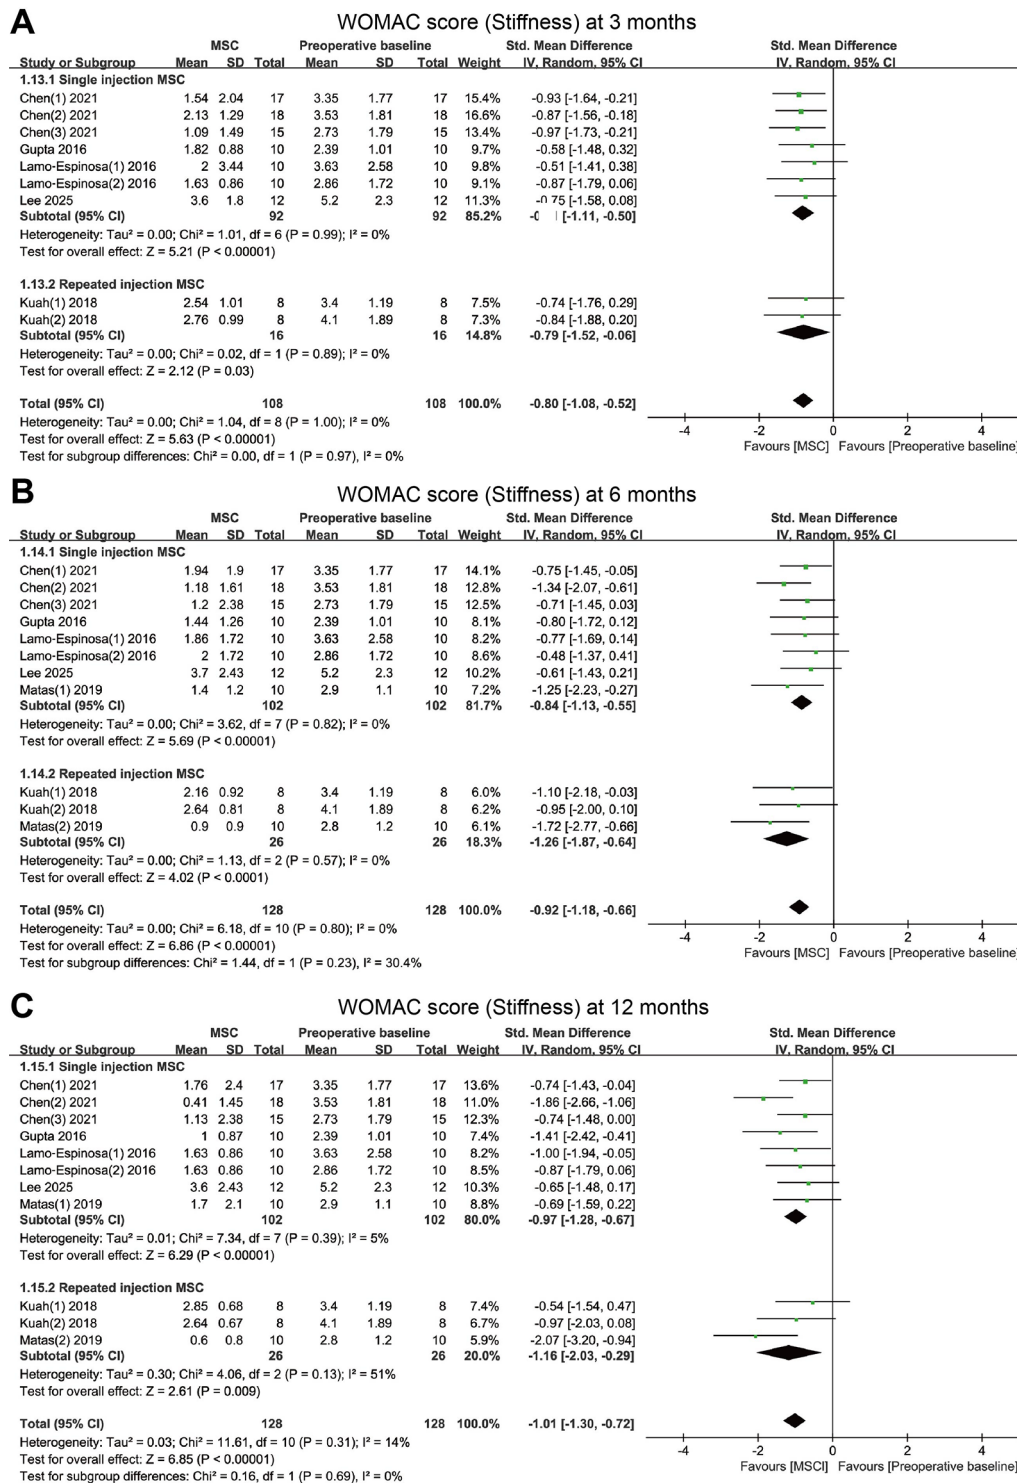 A
WOMAC score (Stiffness) at 3 months
MSC Preoperative baseline Std. Mean Difference Std. Mean Difference
Study or Subgroup Mean SD Total Mean SD Total Weight IV, Random, 95% CI IV, Random, 95% CI
1.13.1 Single injection MSC
Chen(1) 2021 1.54 2.04 17 3.35 1.77 17 15.4% -0.93 [-1.64, -0.21]
Chen(2) 2021 2.13 1.29 18 3.53 1.81 18 16.6% -0.87 [-1.56, -0.18]
Chen(3) 2021 1.09 1.49 15 2.73 1.79 15 13.4% -0.97 [-1.73, -0.21]
Gupta 2016 1.82 0.88 10 2.39 1.01 10 9.7% -0.58 [-1.48, 0.32]
Lamo-Espinosa(1) 2016 2 3.44 10 3.63 2.58 10 9.8% -0.51 [-1.41, 0.38]
Lamo-Espinosa(2) 2016 1.63 0.86 10 2.86 1.72 10 9.1% -0.87 [-1.79, 0.06]
Lee 2025 3.6 1.8 12 5.2 2.3 12 11.3% -0.75 [-1.58, 0.08]
Subtotal (95% CI) 92 92 85.2% [-1.11, -0.50]
Heterogeneity: Tau² = 0.00; Chi² = 1.01, df = 6 (P = 0.99); I² = 0%
Test for overall effect: Z = 5.21 (P < 0.00001)
1.13.2 Repeated injection MSC
Kuah(1) 2018 2.54 1.01 8 3.4 1.19 8 7.5% -0.74 [-1.76, 0.29]
Kuah(2) 2018 2.76 0.99 8 4.1 1.89 8 7.3% -0.84 [-1.88, 0.20]
Subtotal (95% CI) 16 16 14.8% -0.79 [-1.52, -0.06]
Heterogeneity: Tau² = 0.00; Chi² = 0.02, df = 1 (P = 0.89); I² = 0%
Test for overall effect: Z = 2.12 (P = 0.03)
Total (95% CI) 108 108 100.0% -0.80 [-1.08, -0.52]
Heterogeneity: Tau² = 0.00; Chi² = 1.04, df = 8 (P = 1.00); I² = 0%
Test for overall effect: Z = 5.63 (P < 0.00001)
Test for subgroup differences: Chi² = 0.00, df = 1 (P = 0.97), I² = 0%
-4 -2 0 2 4
Favours [MSC] Favours [Preoperative baseline]
B
WOMAC score (Stiffness) at 6 months
MSC Preoperative baseline Std. Mean Difference Std. Mean Difference
Study or Subgroup Mean SD Total Mean SD Total Weight IV, Random, 95% CI IV, Random, 95% CI
1.14.1 Single injection MSC
Chen(1) 2021 1.94 1.9 17 3.35 1.77 17 14.1% -0.75 [-1.45, -0.05]
Chen(2) 2021 1.18 1.61 18 3.53 1.81 18 12.8% -1.34 [-2.07, -0.61]
Chen(3) 2021 1.2 2.38 15 2.73 1.79 15 12.5% -0.71 [-1.45, 0.03]
Gupta 2016 1.44 1.26 10 2.39 1.01 10 8.1% -0.80 [-1.72, 0.12]
Lamo-Espinosa(1) 2016 1.86 1.72 10 3.63 2.58 10 8.2% -0.77 [-1.69, 0.14]
Lamo-Espinosa(2) 2016 2 1.72 10 2.86 1.72 10 8.6% -0.48 [-1.37, 0.41]
Lee 2025 3.7 2.43 12 5.2 2.3 12 10.2% -0.61 [-1.43, 0.21]
Matas(1) 2019 1.4 1.2 10 2.9 1.1 10 7.2% -1.25 [-2.23, -0.27]
Subtotal (95% CI) 102 102 81.7% -0.84 [-1.13, -0.55]
Heterogeneity: Tau² = 0.00; Chi² = 3.62, df = 7 (P = 0.82); I² = 0%
Test for overall effect: Z = 5.69 (P < 0.00001)
1.14.2 Repeated injection MSC
Kuah(1) 2018 2.16 0.92 8 3.4 1.19 8 6.0% -1.10 [-2.18, -0.03]
Kuah(2) 2018 2.64 0.81 8 4.1 1.89 8 6.2% -0.95 [-2.00, 0.10]
Matas(2) 2019 0.9 0.9 10 2.8 1.2 10 6.1% -1.72 [-2.77, -0.66]
Subtotal (95% CI) 26 26 18.3% -1.26 [-1.87, -0.64]
Heterogeneity: Tau² = 0.00; Chi² = 1.13, df = 2 (P = 0.57); I² = 0%
Test for overall effect: Z = 4.02 (P < 0.0001)
Total (95% CI) 128 128 100.0% -0.92 [-1.18, -0.66]
Heterogeneity: Tau² = 0.00; Chi² = 6.18, df = 10 (P = 0.80); I² = 0%
Test for overall effect: Z = 6.86 (P < 0.00001)
Test for subgroup differences: Chi² = 1.44, df = 1 (P = 0.23), I² = 30.4%
-4 -2 0 2 4
Favours [MSC] Favours [Preoperative baseline]
C
WOMAC score (Stiffness) at 12 months
MSC Preoperative baseline Std. Mean Difference Std. Mean Difference
Study or Subgroup Mean SD Total Mean SD Total Weight IV, Random, 95% CI IV, Random, 95% CI
1.15.1 Single injection MSC
Chen(1) 2021 1.76 2.4 17 3.35 1.77 17 13.6% -0.74 [-1.43, -0.04]
Chen(2) 2021 0.41 1.45 18 3.53 1.81 18 11.0% -1.86 [-2.66, -1.06]
Chen(3) 2021 1.13 2.38 15 2.73 1.79 15 12.3% -0.74 [-1.48, 0.00]
Gupta 2016 1 0.87 10 2.39 1.01 10 7.4% -1.41 [-2.42, -0.41]
Lamo-Espinosa(1) 2016 1.63 0.86 10 3.63 2.58 10 8.2% -1.00 [-1.94, -0.05]
Lamo-Espinosa(2) 2016 1.63 0.86 10 2.86 1.72 10 8.5% -0.87 [-1.79, 0.06]
Lee 2025 3.6 2.43 12 5.2 2.3 12 10.3% -0.65 [-1.48, 0.17]
Matas(1) 2019 1.7 2.1 10 2.9 1.1 10 8.8% -0.69 [-1.59, 0.22]
Subtotal (95% CI) 102 102 80.0% -0.97 [-1.28, -0.67]
Heterogeneity: Tau² = 0.01; Chi² = 7.34, df = 7 (P = 0.39); I² = 5%
Test for overall effect: Z = 6.29 (P < 0.00001)
1.15.2 Repeated injection MSC
Kuah(1) 2018 2.85 0.68 8 3.4 1.19 8 7.4% -0.54 [-1.54, 0.47]
Kuah(2) 2018 2.64 0.67 8 4.1 1.89 8 6.7% -0.97 [-2.03, 0.08]
Matas(2) 2019 0.6 0.8 10 2.8 1.2 10 5.9% -2.07 [-3.20, -0.94]
Subtotal (95% CI) 26 26 20.0% -1.16 [-2.03, -0.29]
Heterogeneity: Tau² = 0.30; Chi² = 4.06, df = 2 (P = 0.13); I² = 51%
Test for overall effect: Z = 2.61 (P = 0.009)
Total (95% CI) 128 128 100.0% -1.01 [-1.30, -0.72]
Heterogeneity: Tau² = 0.03; Chi² = 11.61, df = 10 (P = 0.31); I² = 14%
Test for overall effect: Z = 6.85 (P < 0.00001)
Test for subgroup differences: Chi² = 0.16, df = 1 (P = 0.69), I² = 0%
-4 -2 0 2 4
Favours [MSC] Favours [Preoperative baseline]